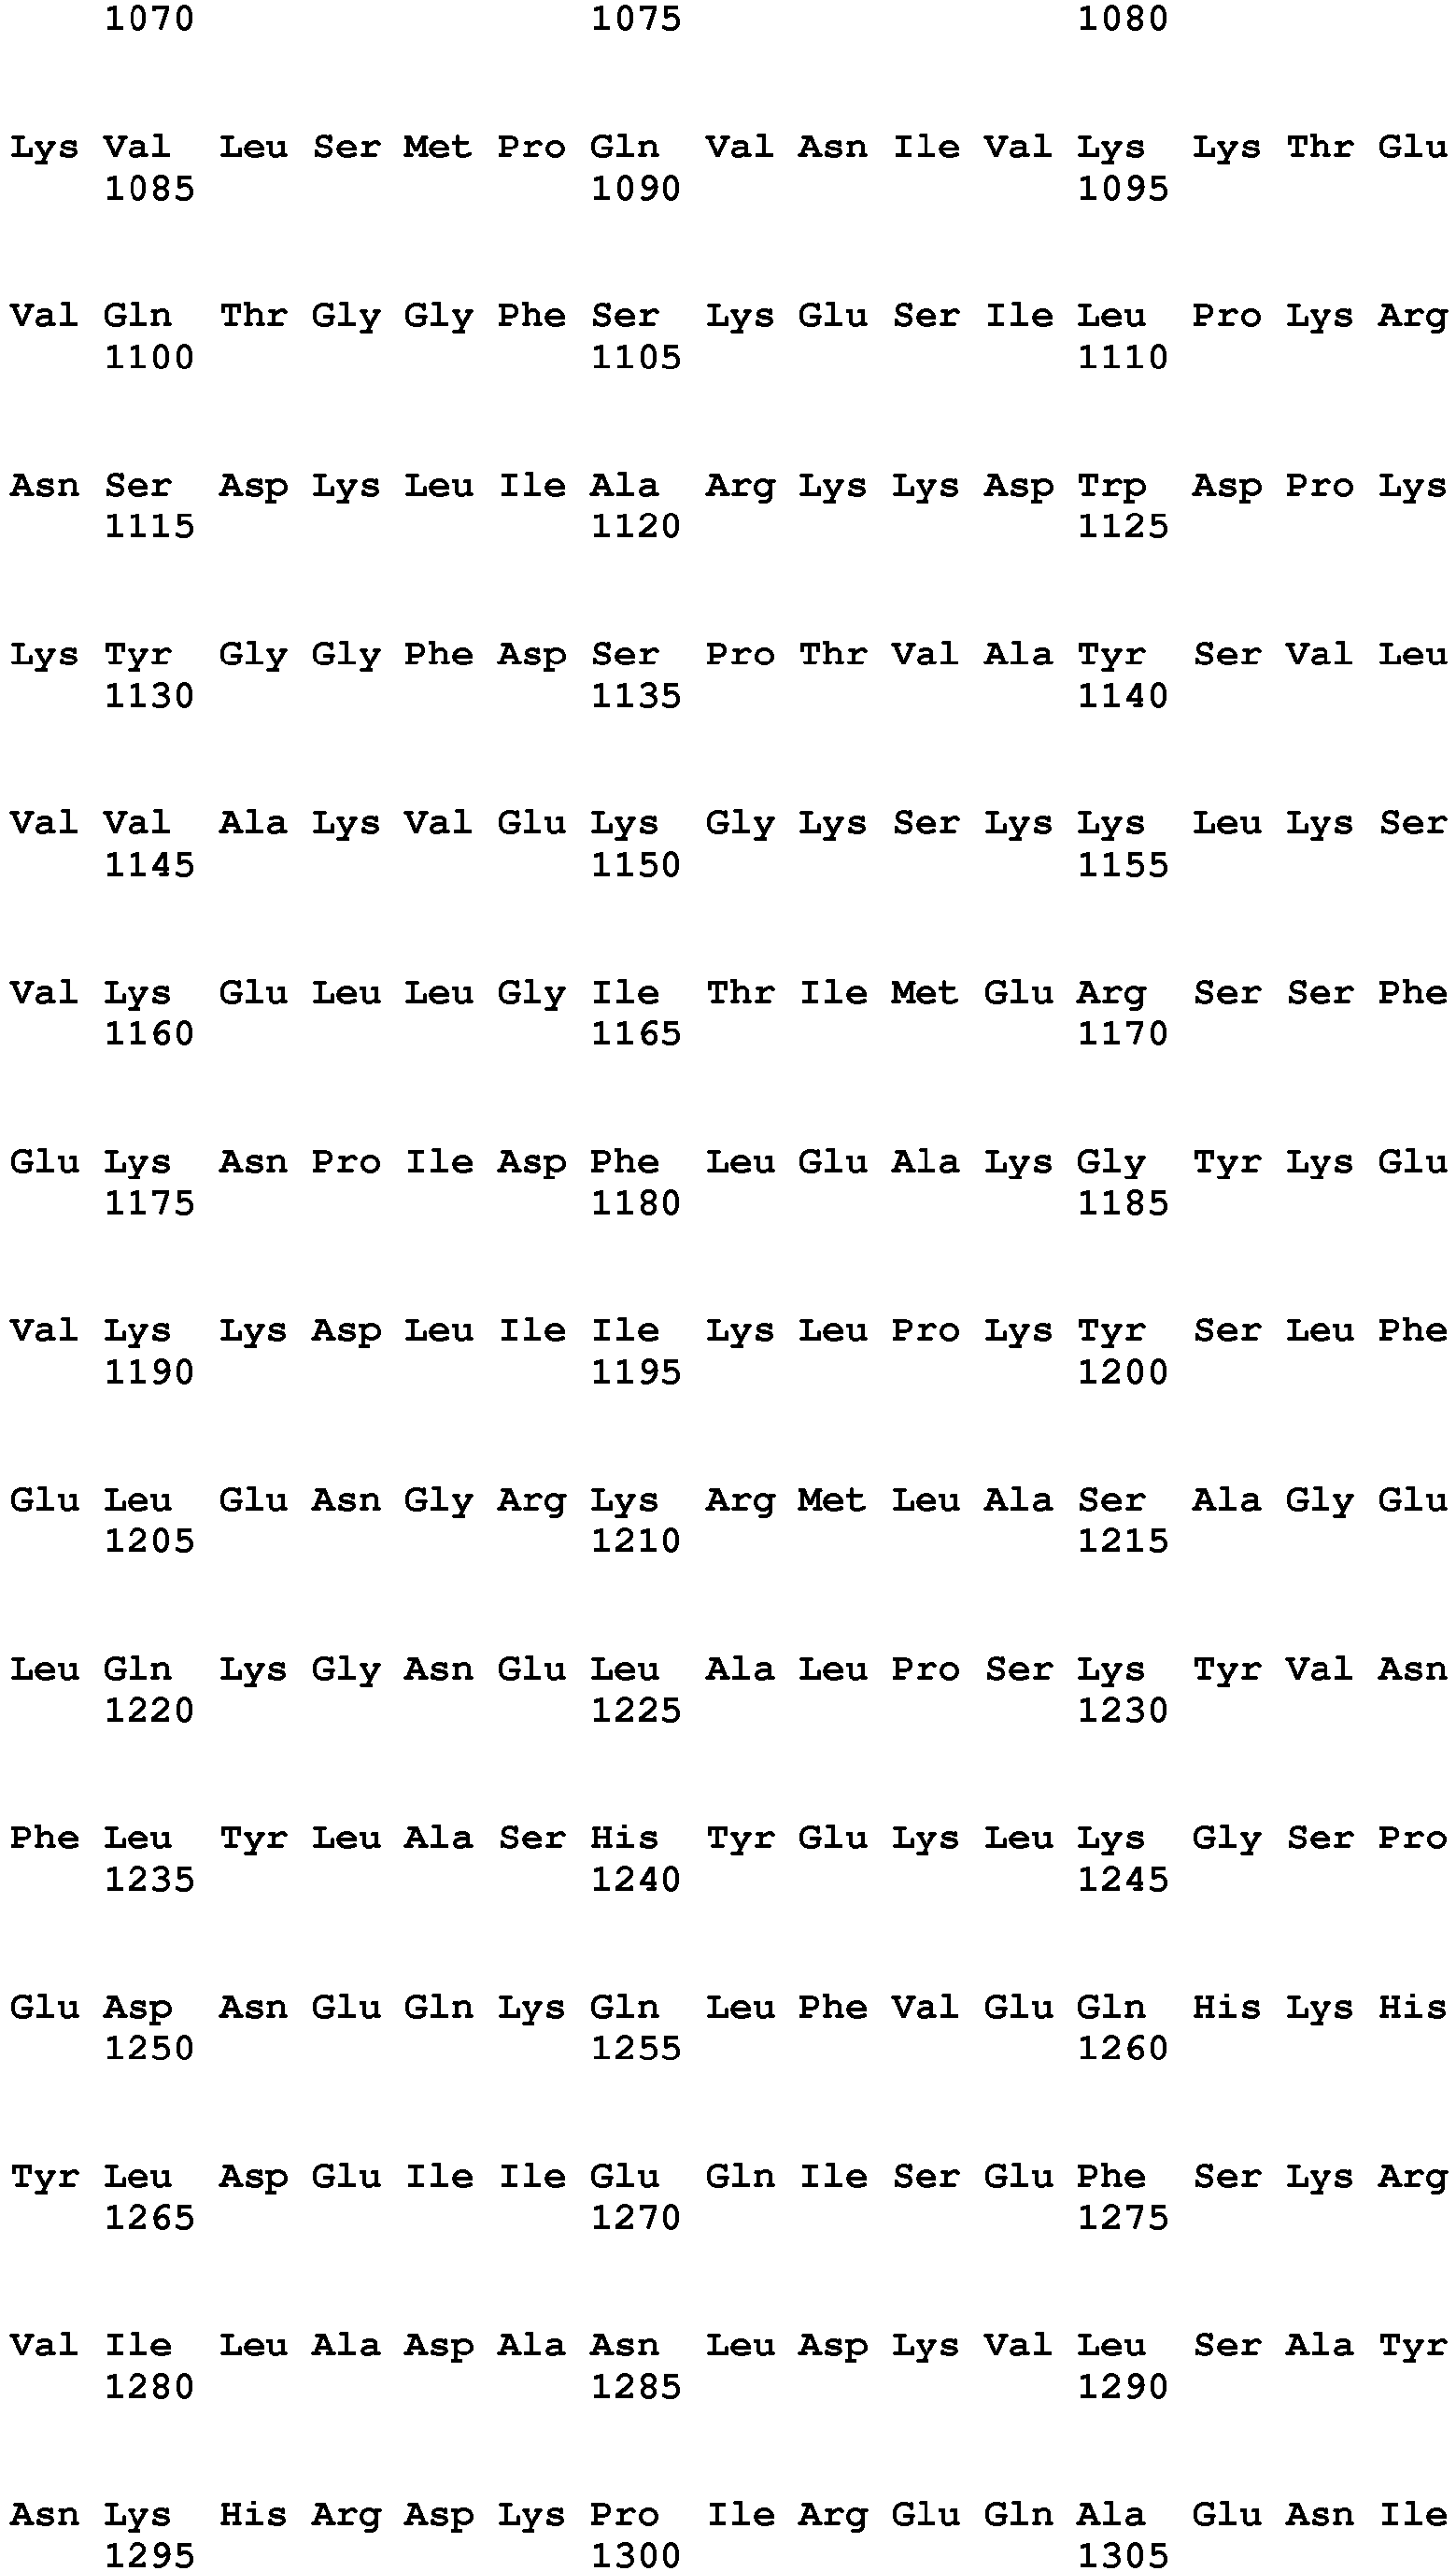 1070 1075 1080
Lys Val Leu Ser Met Pro Gln Val Asn Ile Val Lys Lys Thr Glu
1085 1090 1095
Val Gln Thr Gly Gly Phe Ser Lys Glu Ser Ile Leu Pro Lys Arg
1100 1105 1110
Asn Ser Asp Lys Leu Ile Ala Arg Lys Lys Asp Trp Asp Pro Lys
1115 1120 1125
Lys Tyr Gly Gly Phe Asp Ser Pro Thr Val Ala Tyr Ser Val Leu
1130 1135 1140
Val Val Ala Lys Val Glu Lys Gly Lys Ser Lys Lys Leu Lys Ser
1145 1150 1155
Val Lys Glu Leu Leu Gly Ile Thr Ile Met Glu Arg Ser Ser Phe
1160 1165 1170
Glu Lys Asn Pro Ile Asp Phe Leu Glu Ala Lys Gly Tyr Lys Glu
1175 1180 1185
Val Lys Lys Asp Leu Ile Ile Lys Leu Pro Lys Tyr Ser Leu Phe
1190 1195 1200
Glu Leu Glu Asn Gly Arg Lys Arg Met Leu Ala Ser Ala Gly Glu
1205 1210 1215
Leu Gln Lys Gly Asn Glu Leu Ala Leu Pro Ser Lys Tyr Val Asn
1220 1225 1230
Phe Leu Tyr Leu Ala Ser His Tyr Glu Lys Leu Lys Gly Ser Pro
1235 1240 1245
Glu Asp Asn Glu Gln Lys Gln Leu Phe Val Glu Gln His Lys His
1250 1255 1260
Tyr Leu Asp Glu Ile Ile Glu Gln Ile Ser Glu Phe Ser Lys Arg
1265 1270 1275
Val Ile Leu Ala Asp Ala Asn Leu Asp Lys Val Leu Ser Ala Tyr
1280 1285 1290
Asn Lys His Arg Asp Lys Pro Ile Arg Glu Gln Ala Glu Asn Ile
1295 1300 1305